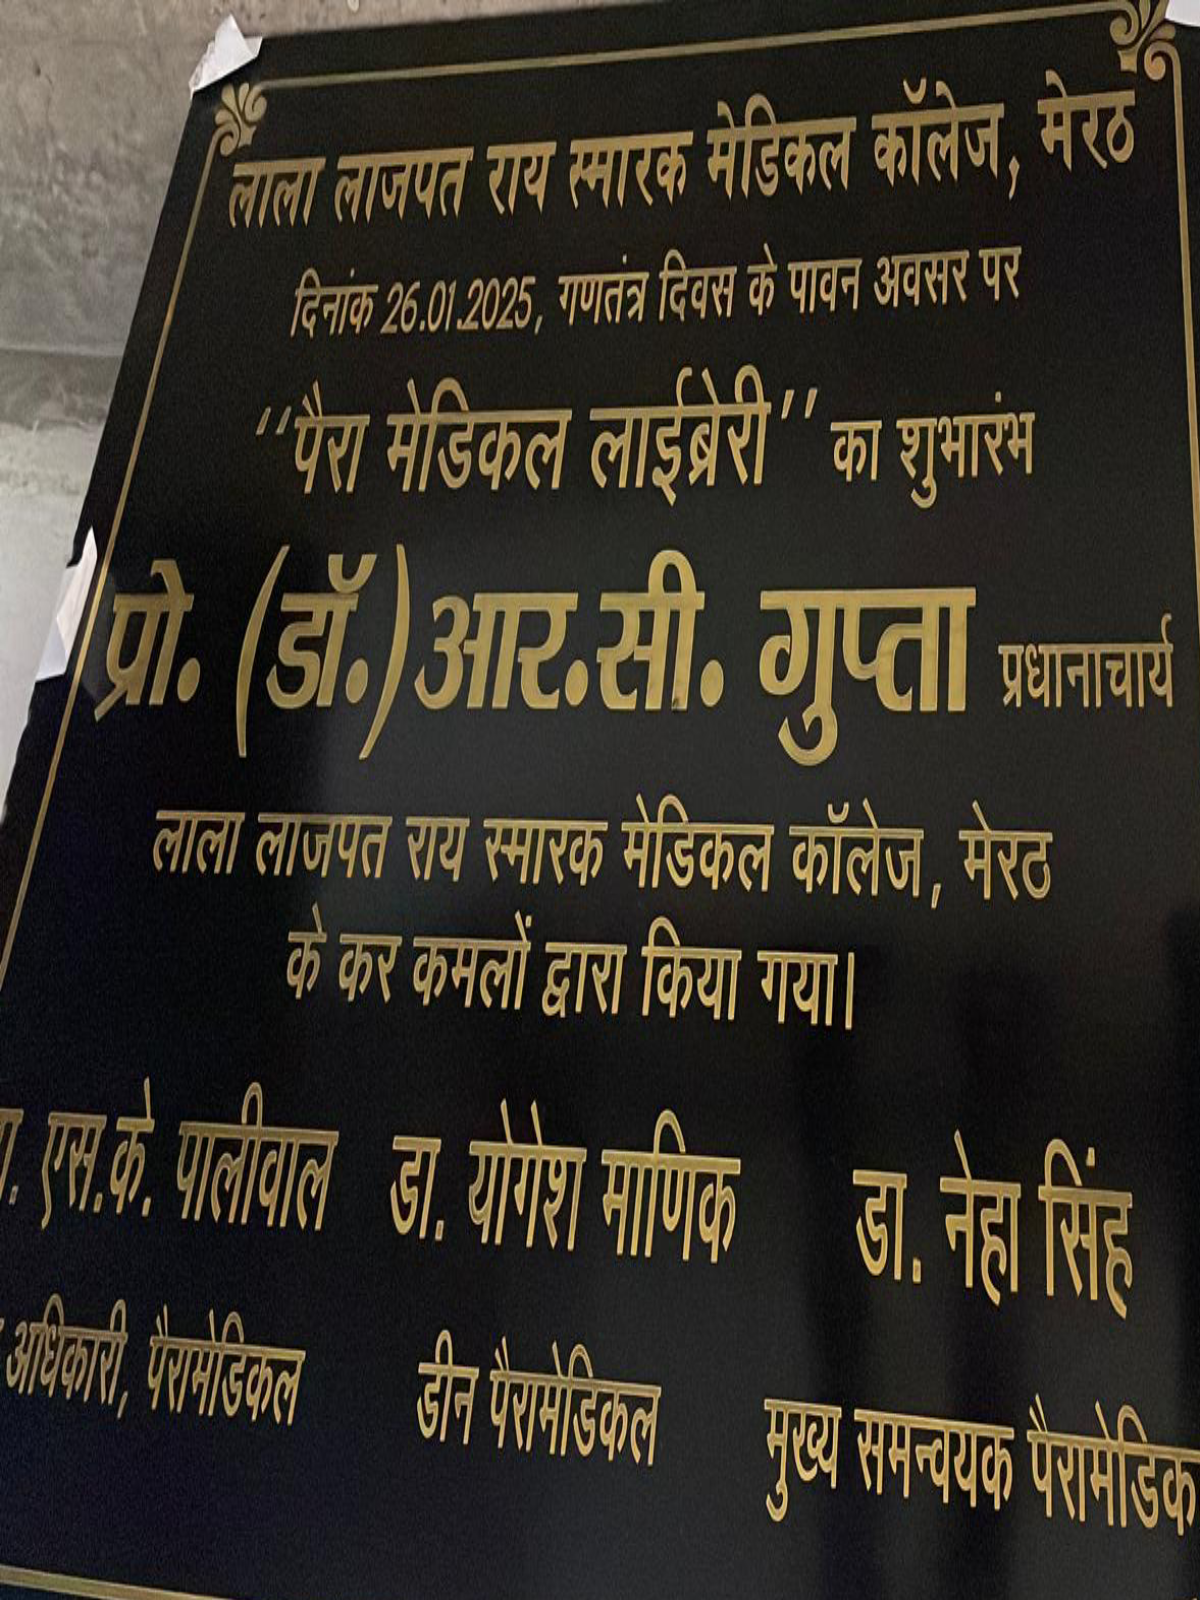 लाला लाजपत राय स्मारक मेडिकल कॉलेज, मेरठ
दिनांक 26.01.2025, गणतंत्र दिवस के पावन अवसर पर
“पैरा मेडिकल लाईब्रेरी” का शुभारंभ
प्रो. (डॉ.) आर.सी. गुप्ता प्रधानाचार्य
लाला लाजपत राय स्मारक मेडिकल कॉलेज, मेरठ
के कर कमलों द्वारा किया गया।
एस.के. पालीवाल डा. योगेश माणिक डा. नेहा सिंह
अधिकारी, पैरामेडिकल डीन पैरामेडिकल मुख्य समन्वयक पैरामेडिक